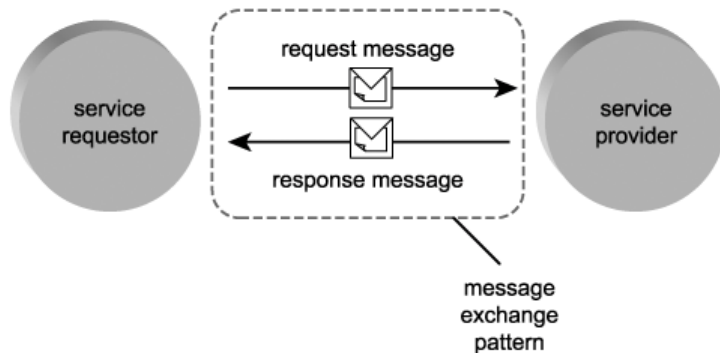 request message
service
requestor
service
provider
response message
message
exchange
pattern